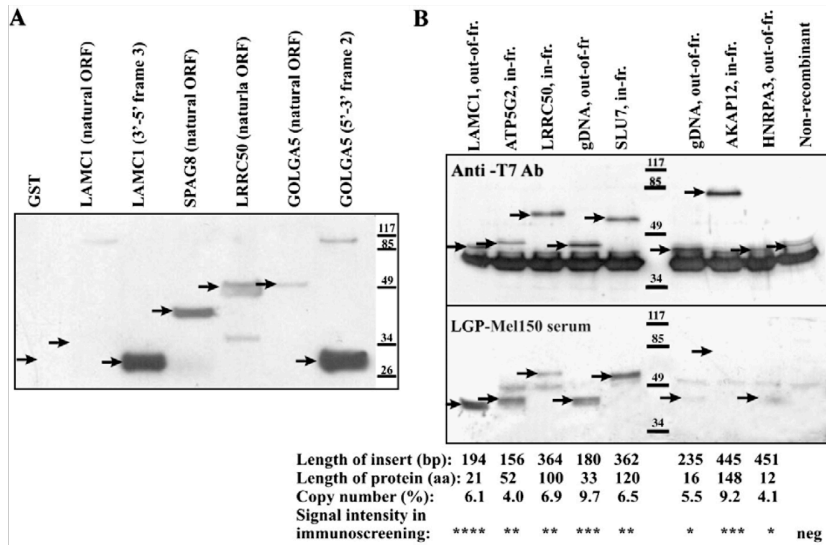 A
GST
LAMC1 (natural ORF)
LAMC1 (3'-5' frame 3)
SPAG8 (natural ORF)
LRRC50 (naturla ORF)
GOLGA5 (natural ORF)
GOLGA5 (5'-3' frame 2)
117
85
49
34
26
B
LAMC1, out-of-fr.
ATP5G2, in-fr.
LRRC50, in-fr.
gDNA, out-of-fr
SLU7, in-fr.
gDNA, out-of-fr.
AKAP12, in-fr.
HNRPA3, out-of-fr.
Non-recombinant
Anti -T7 Ab
117
85
49
34
LGP-Mel150 serum
117
85
49
34
Length of insert (bp): 194 156 364 180 362 235 445 451
Length of protein (aa): 21 52 100 33 120 16 148 12
Copy number (%): 6.1 4.0 6.9 9.7 6.5 5.5 9.2 4.1
Signal intensity in
immunoscreening: **** ** ** *** ** * *** * neg